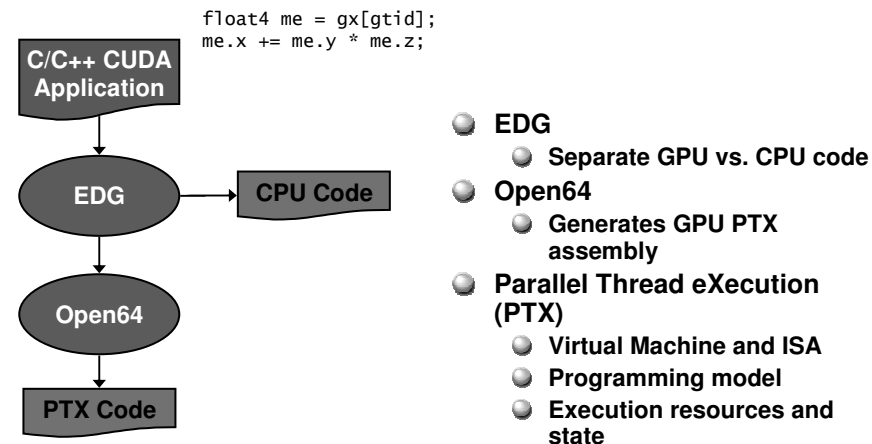 float4 me = gx[gtid];
me.x += me.y * me.z;
C/C++ CUDA
Application
EDG
CPU Code
Open64
PTX Code
EDG
Separate GPU vs. CPU code
Open64
Generates GPU PTX
assembly
Parallel Thread eXecution
(PTX)
Virtual Machine and ISA
Programming model
Execution resources and
state